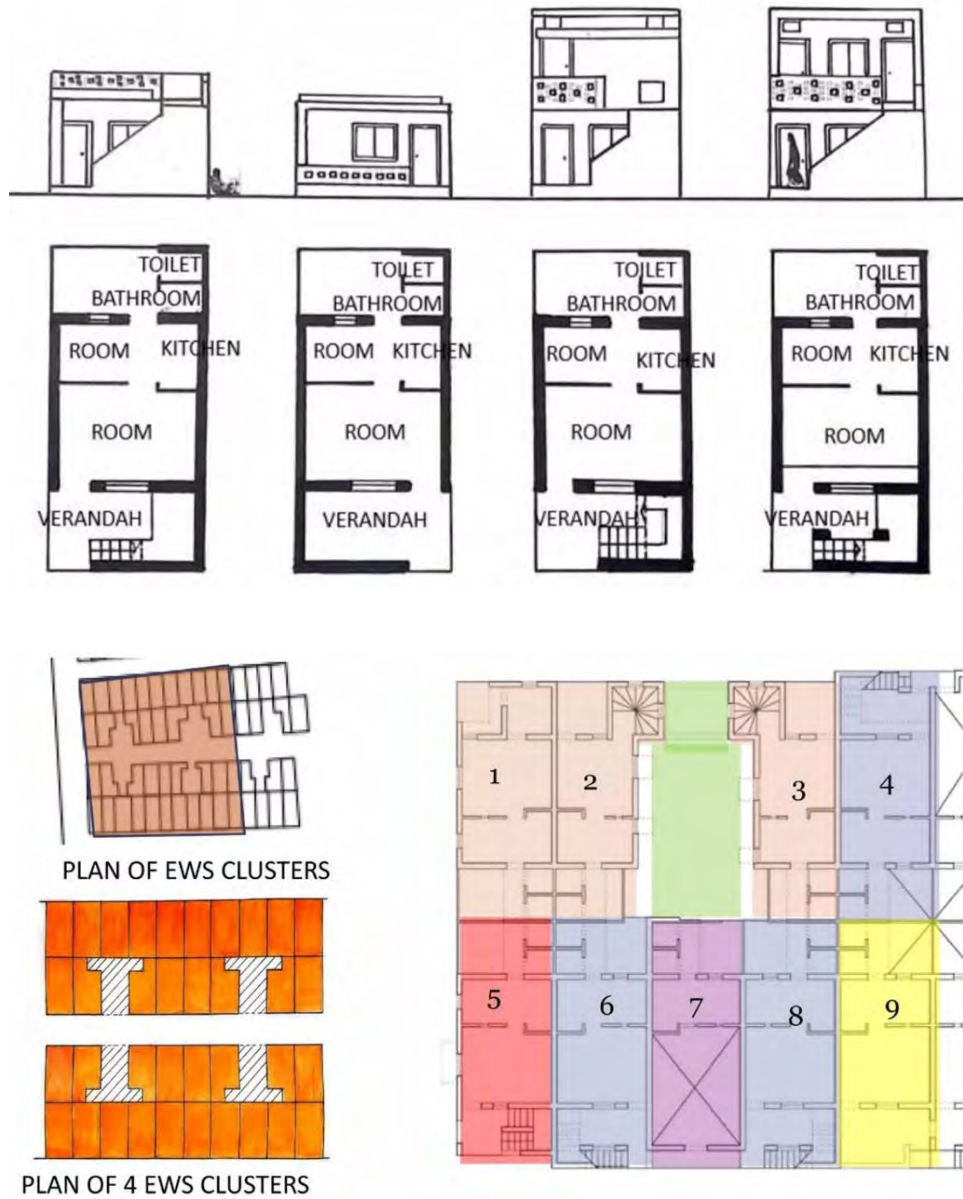 TOILET
BATHROOM
ROOM KITCHEN
ROOM
VERANDAH
TOILET
BATHROOM
ROOM KITCHEN
ROOM
VERANDAH
TOILET
BATHROOM
ROOM KITCHEN
ROOM
VERANDAH
TOILET
BATHROOM
ROOM KITCHEN
ROOM
VERANDAH
PLAN OF EWS CLUSTERS
PLAN OF 4 EWS CLUSTERS
1 2 3 4
5 6 7 8 9